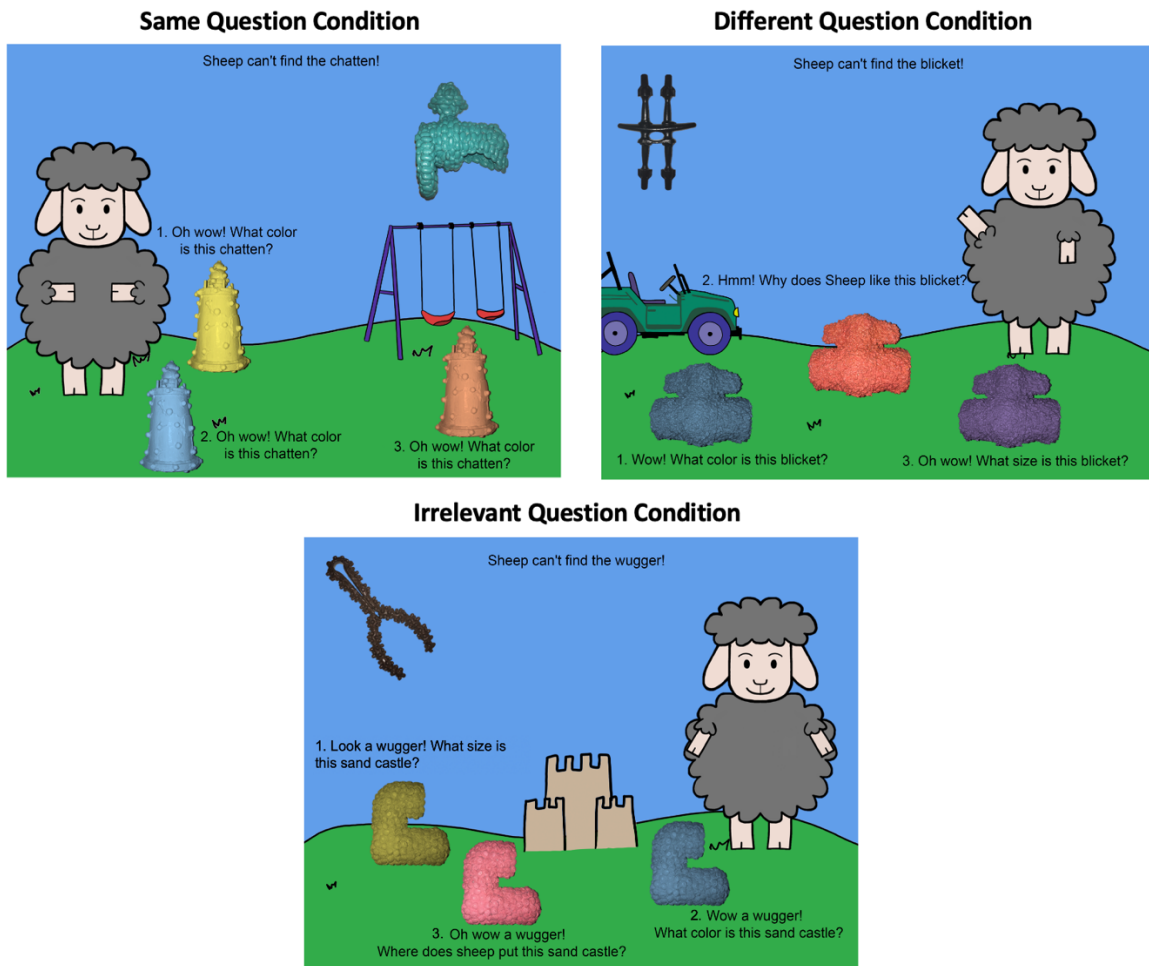 Same Question Condition
Sheep can't find the chatten!
1. Oh wow! What color
is this chatten?
2. Oh wow! What color
is this chatten?
3. Oh wow! What color
is this chatten?
Different Question Condition
Sheep can't find the blicket!
2. Hmm! Why does Sheep like this blicket?
1. Wow! What color is this blicket?
3. Oh wow! What size is this blicket?
Irrelevant Question Condition
Sheep can't find the wugger!
1. Look a wugger! What size is
this sand castle?
2. Wow a wugger!
What color is this sand castle?
3. Oh wow a wugger!
Where does sheep put this sand castle?